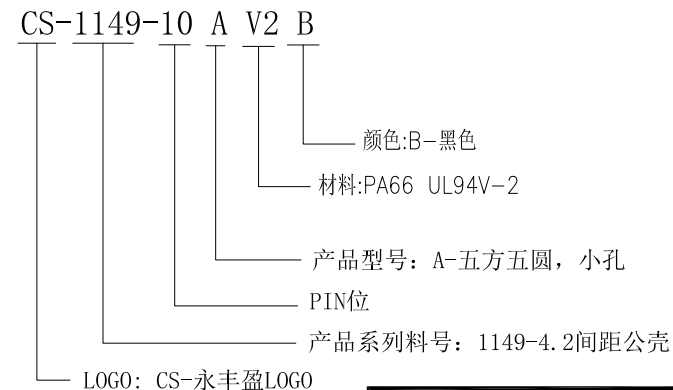 CS-1149-10 A V2 B
颜色:B-黑色
材料:PA66 UL94V-2
产品型号: A-五方五圆, 小孔
PIN位
产品系列料号: 1149-4.2间距公壳
LOGO: CS-永丰盈LOGO